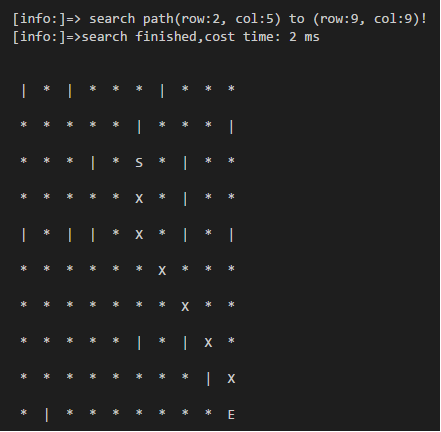 [info:]=> search path(row:2, col:5) to (row:9, col:9)!
[info:]=>search finished,cost time: 2 ms
| * | * * * | * * *
* * * * * | * * * |
* * * | * S * | * *
* * * * * X * | * *
| * | | * X * | * |
* * * * * * X * * *
* * * * * * * X * *
* * * * * | * | X *
* * * * * * * * | X
* | * * * * * * * E